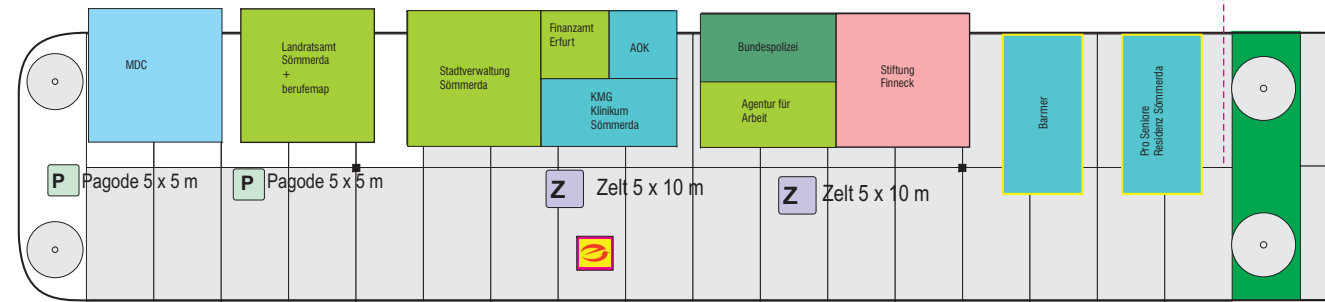 MDC
Landratsamt
Sömmerda
+
berufemap
Stadtverwaltung
Sömmerda
Finanzamt
Erfurt
AOK
KMG
Klinikum
Sömmerda
Bundespolizei
Agentur für
Arbeit
Stiftung
Finneck
Barmer
Pro Seniore
Residenz Sömmerda
P Pagode 5 x 5 m
P Pagode 5 x 5 m
Z Zelt 5 x 10 m
Z Zelt 5 x 10 m